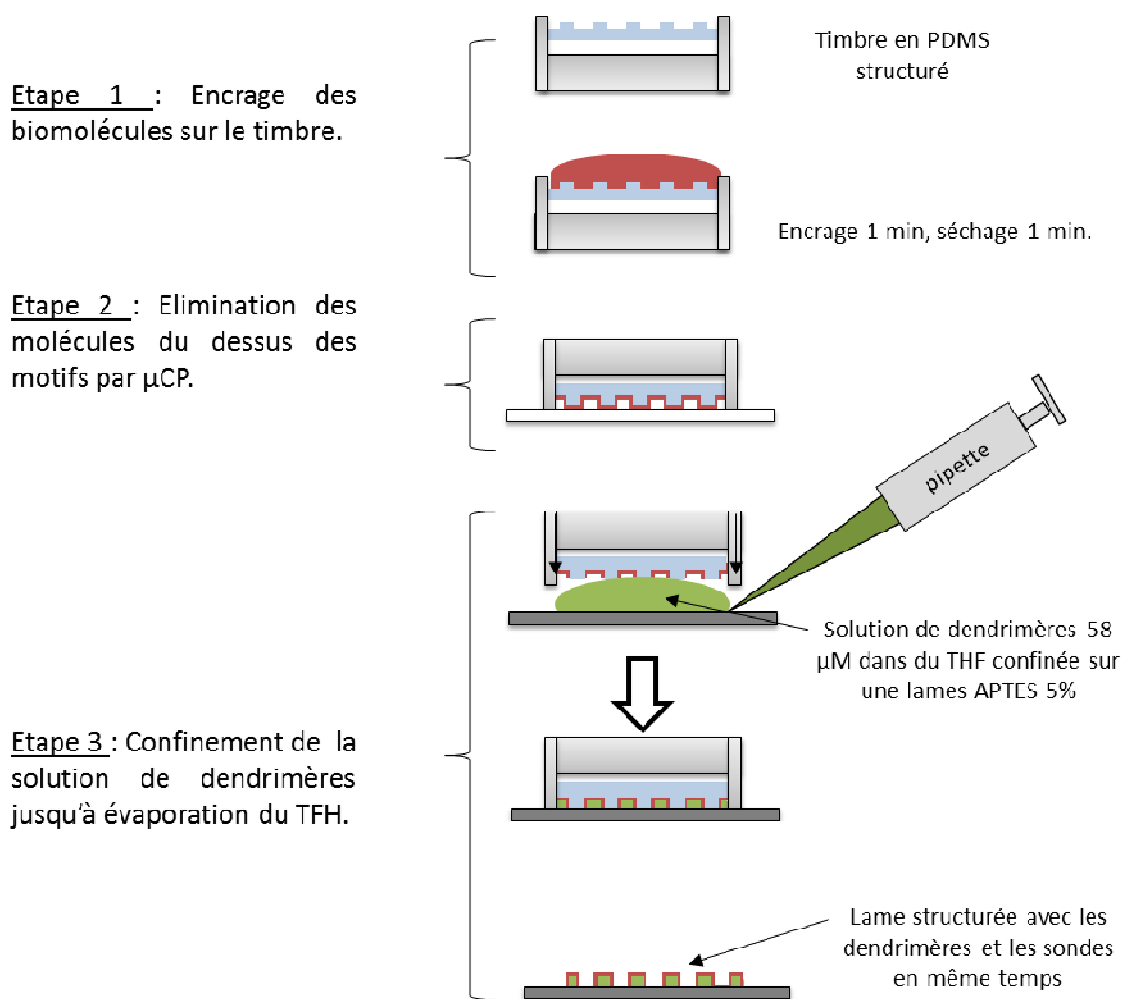 Timbre en PDMS
structuré
Etape 1 : Encrage des
biomolécules sur le timbre.
Encrage 1 min, séchage 1 min.
Etape 2 : Elimination des
molécules du dessus des
motifs par µCP.
pipette
Solution de dendrimères 58
µM dans du THF confinée sur
une lames APTES 5%
Etape 3 : Confinement de la
solution de dendrimères
jusqu'à évaporation du TFH.
Lame structurée avec les
dendrimères et les sondes
en même temps